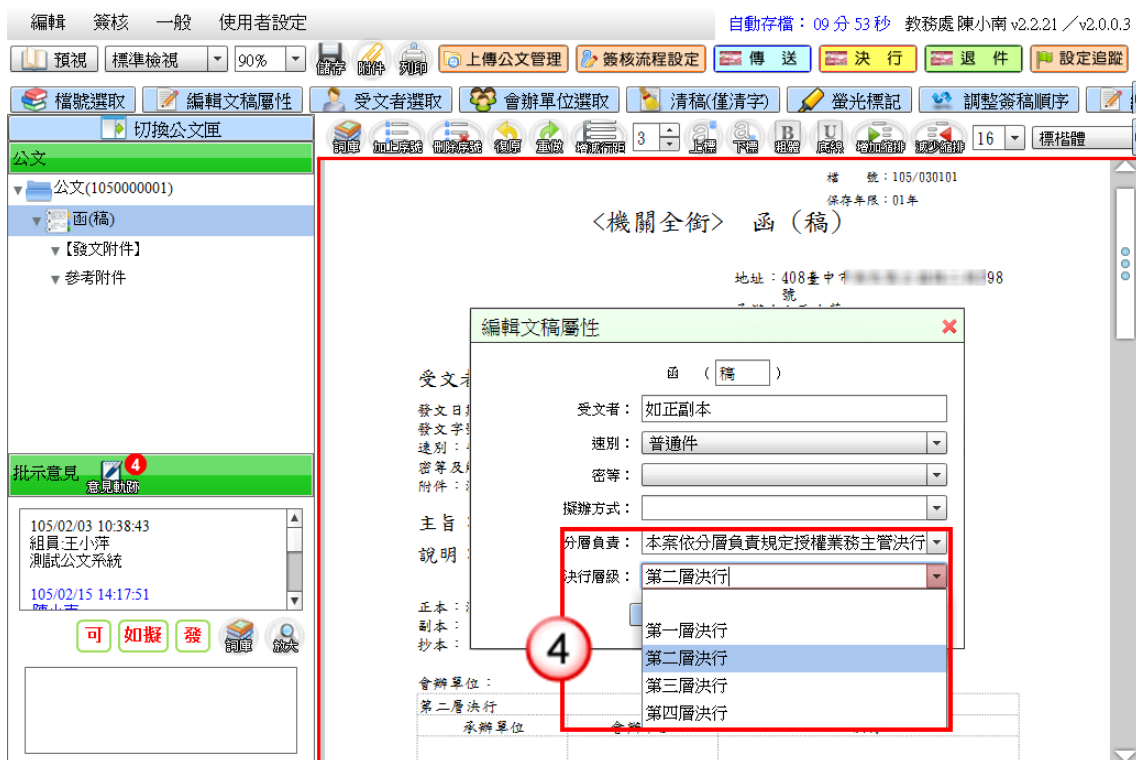 編輯 簽核 一般 使用者設定
自動存檔：09 分 53 秒 教務處 陳小南 v2.2.21 ／v2.0.0.3
預視 標準檢視 90% 儲存 附件 列印 上傳公文管理 簽核流程設定 傳 送 決 行 退 件 設定追蹤
檔號選取 編輯文稿屬性 受文者選取 會辦單位選取 清稿(僅清字) 螢光標記 調整簽稿順序
切換公文匣
詞庫 加上序號 刪除序號 復原 重做 增減行距 3 上標 下標 粗體 底線 增加縮排 減少縮排 16 標楷體
公文
公文(1050000001)
函(稿)
【發文附件】
參考附件
檔 號：105/030101
保存年限：01年
<機關全銜> 函（稿）
地址：408臺中市
98
號
編輯文稿屬性
函 ( 稿 )
受文者： 如正副本
速別： 普通件
密等：
擬辦方式：
分層負責： 本案依分層負責規定授權業務主管決行
決行層級： 第二層決行
第一層決行
第二層決行
第三層決行
第四層決行
4
受文者
發文日期
發文字號
速別：
密等及解
附件：
主旨：
說明：
正本：
副本：
抄本：
會辦單位：
第二層決行
承辦單位
批示意見 4
意見軌跡
105/02/03 10:38:43
組員:王小萍
測試公文系統
105/02/15 14:17:51
可 如擬 發 詞庫 放大